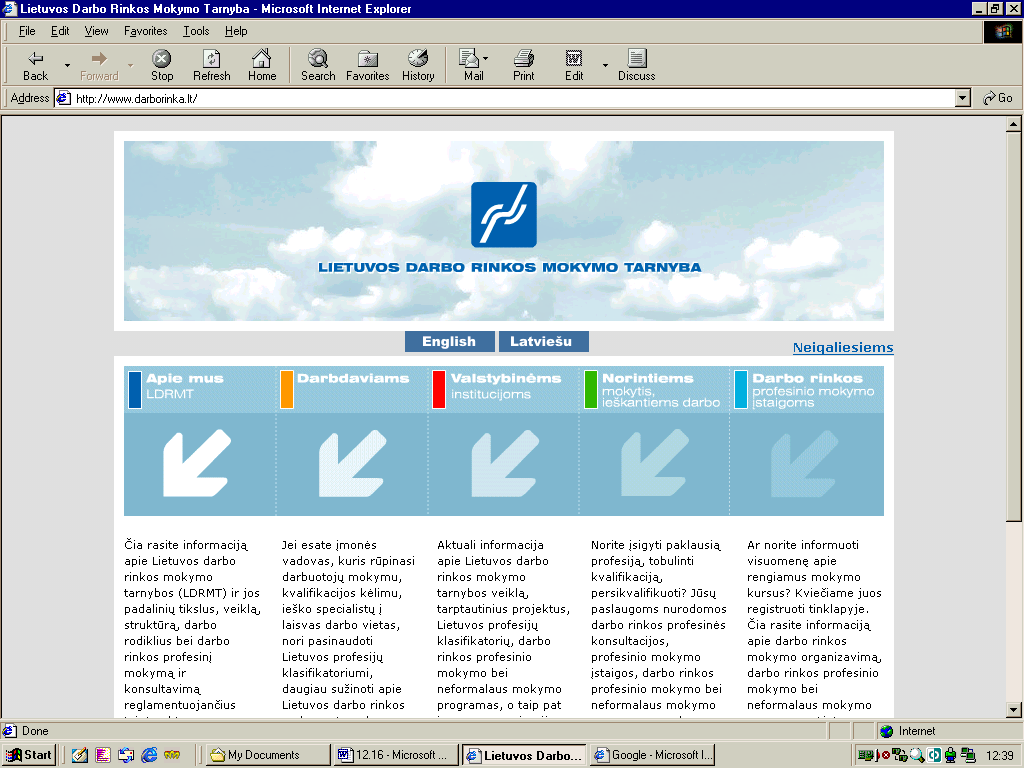 Lietuvos Darbo Rinkos Mokymo Tarnyba - Microsoft Internet Explorer
File Edit View Favorites Tools Help
Back Forward Stop Refresh Home Search Favorites History Mail Print Edit Discuss
Address http://www.darborinka.lt/ Go
LIETUVOS DARBO RINKOS MOKYMO TARNYBA
English Latviešu
Neįgaliesiems
Apie mus
LDRMT
Darbdaviams
Valstybinėms
institucijoms
Norintiems
mokytis,
ieškantiems darbo
Darbo rinkos
profesinio mokymo
įstaigoms
Čia rasite informaciją
apie Lietuvos darbo
rinkos mokymo
tarnybos (LDRMT) ir jos
padalinių tikslus, veiklą,
struktūrą, darbo
rodiklius bei darbo
rinkos profesinį
mokymą ir
konsultavimą
reglamentuojančius
Jei esate įmonės
vadovas, kuris rūpinasi
darbuotojų mokymu,
kvalifikacijos kėlimu,
ieško specialistų į
laisvas darbo vietas,
nori pasinaudoti
Lietuvos profesijų
klasifikatoriumi,
daugiau sužinoti apie
Lietuvos darbo rinkos
Aktuali informacija
apie Lietuvos darbo
rinkos mokymo
tarnybos veiklą,
tarptautinius projektus,
Lietuvos profesijų
klasifikatorių, darbo
rinkos profesinio
mokymo bei
neformalaus mokymo
programas, o taip pat
Norite įsigyti paklausią
profesiją, tobulinti
kvalifikaciją,
persikvalifikuoti? Jūsų
paslaugoms nurodomos
darbo rinkos profesinės
konsultacijos,
profesinio mokymo
įstaigos, darbo rinkos
profesinio mokymo bei
neformalaus mokymo
Ar norite informuoti
visuomenę apie
rengiamus mokymo
kursus? Kviečiame juos
registruoti tinklapyje.
Čia rasite informaciją
apie darbo rinkos
mokymo organizavimą,
darbo rinkos profesinio
mokymo bei
neformalaus mokymo
Done Internet
Start My Documents 12.16 - Microsoft ... Lietuvos Darbo... Google - Microsoft I... 12:39